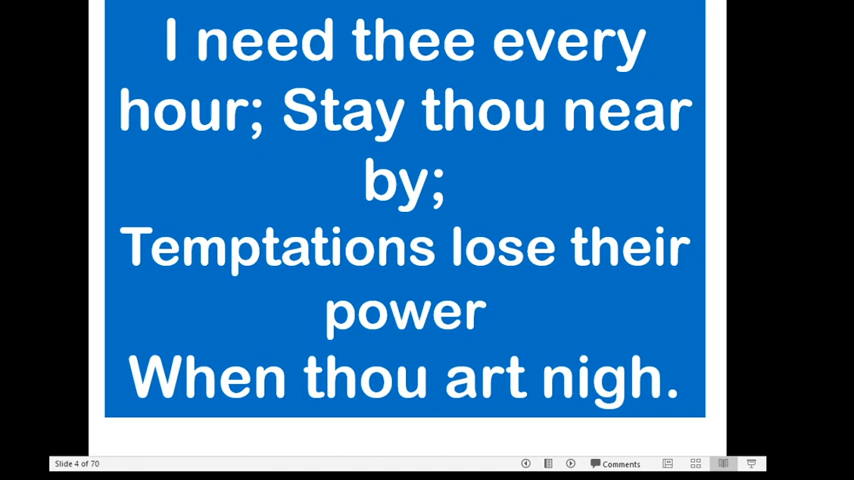 I need thee every
hour; Stay thou near
by;
Temptations lose their
power
When thou art nigh.
Slide 4 of 70
Comments